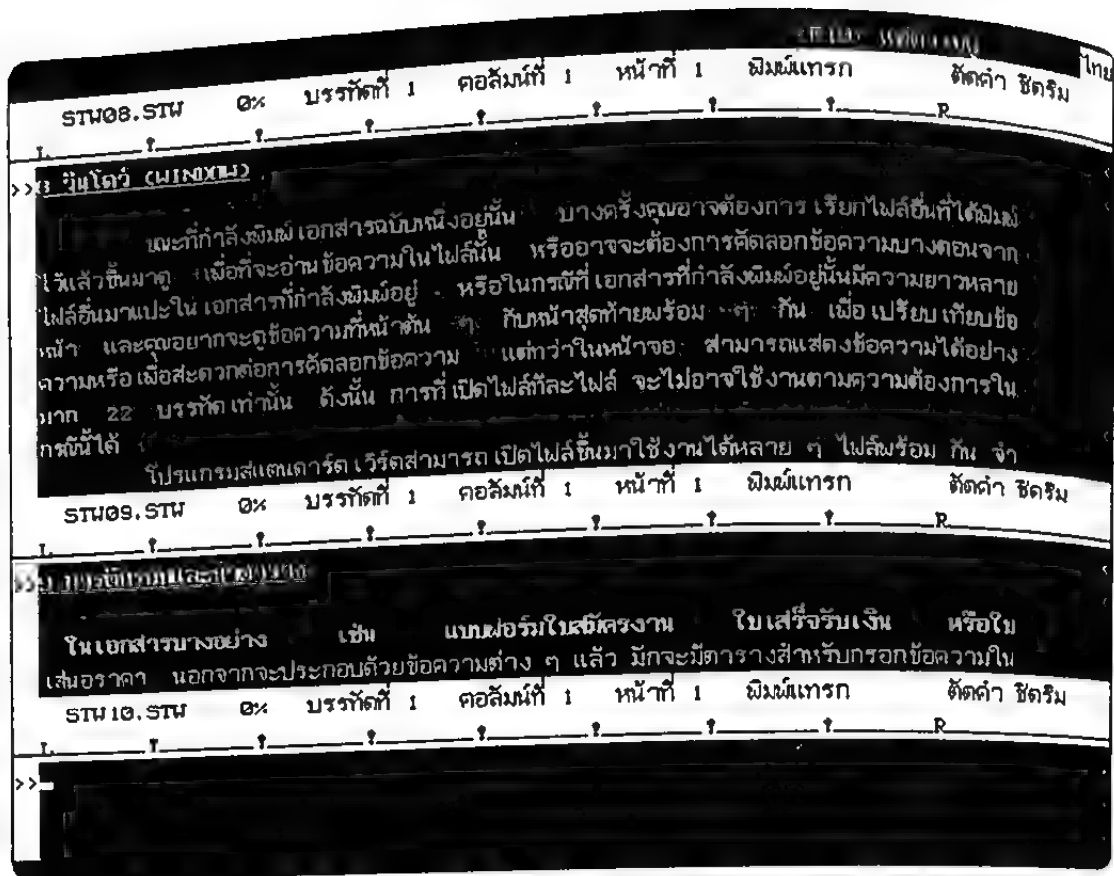 ไทย
STW08.STW 0% บรรทัดที่ 1 คอลัมน์ที่ 1 หน้าที่ 1 พิมพ์แทรก ตัดคำ ชิดริม
L R
>>8 วินโดว์ (WINDOW)
ขณะที่กำลังพิมพ์เอกสารฉบับหนึ่งอยู่นั้น บางครั้งคุณอาจต้องการเรียกไฟล์อื่นที่ได้พิมพ์
ไว้แล้วขึ้นมาดู เพื่อที่จะอ่านข้อความในไฟล์นั้น หรืออาจจะต้องการคัดลอกข้อความบางตอนจาก
ไฟล์อื่นมาแปะในเอกสารที่กำลังพิมพ์อยู่ หรือในกรณีที่เอกสารที่กำลังพิมพ์อยู่นั้นมีความยาวหลาย
หน้า และคุณอยากจะดูข้อความที่หน้าต้น ๆ กับหน้าสุดท้ายพร้อม ๆ กัน เพื่อเปรียบเทียบข้อ
ความหรือเพื่อสะดวกต่อการคัดลอกข้อความ แต่ทว่าในหน้าจอ สามารถแสดงข้อความได้อย่าง
มาก 22 บรรทัดเท่านั้น ดังนั้น การที่เปิดไฟล์ทีละไฟล์ จะไม่อาจใช้งานตามความต้องการใน
กรณีนี้ได้
โปรแกรมสแตนดาร์ดเวิร์ดสามารถเปิดไฟล์ขึ้นมาใช้งานได้หลาย ๆ ไฟล์พร้อม กัน จำ
STW09.STW 0% บรรทัดที่ 1 คอลัมน์ที่ 1 หน้าที่ 1 พิมพ์แทรก ตัดคำ ชิดริม
L R
>>
ในเอกสารบางอย่าง เช่น แบบฟอร์มใบสมัครงาน ใบเสร็จรับเงิน หรือใบ
เสนอราคา นอกจากจะประกอบด้วยข้อความต่าง ๆ แล้ว มักจะมีตารางสำหรับกรอกข้อความใน
STW10.STW 0% บรรทัดที่ 1 คอลัมน์ที่ 1 หน้าที่ 1 พิมพ์แทรก ตัดคำ ชิดริม
L R
>>